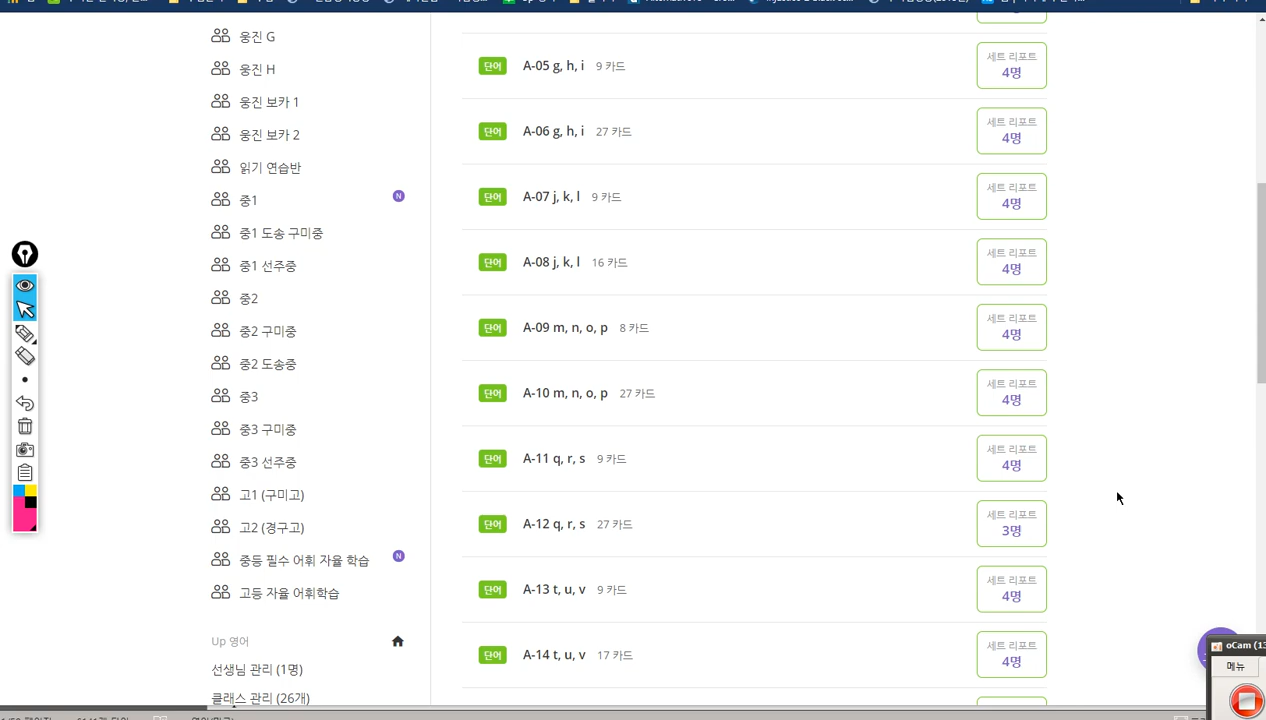 웅진 G
웅진 H
웅진 보카 1
웅진 보카 2
읽기 연습반
중1
N
중1 도송 구미중
중1 선주중
중2
중2 구미중
중2 도송중
중3
중3 구미중
중3 선주중
고1 (구미고)
고2 (경구고)
중등 필수 어휘 자율 학습
N
고등 자율 어휘학습
Up 영어
선생님 관리 (1명)
클래스 관리 (26개)
단어 A-05 g, h, i 9 카드
세트 리포트
4명
단어 A-06 g, h, i 27 카드
세트 리포트
4명
단어 A-07 j, k, l 9 카드
세트 리포트
4명
단어 A-08 j, k, l 16 카드
세트 리포트
4명
단어 A-09 m, n, o, p 8 카드
세트 리포트
4명
단어 A-10 m, n, o, p 27 카드
세트 리포트
4명
단어 A-11 q, r, s 9 카드
세트 리포트
4명
단어 A-12 q, r, s 27 카드
세트 리포트
3명
단어 A-13 t, u, v 9 카드
세트 리포트
4명
단어 A-14 t, u, v 17 카드
세트 리포트
4명
oCam (13
메뉴